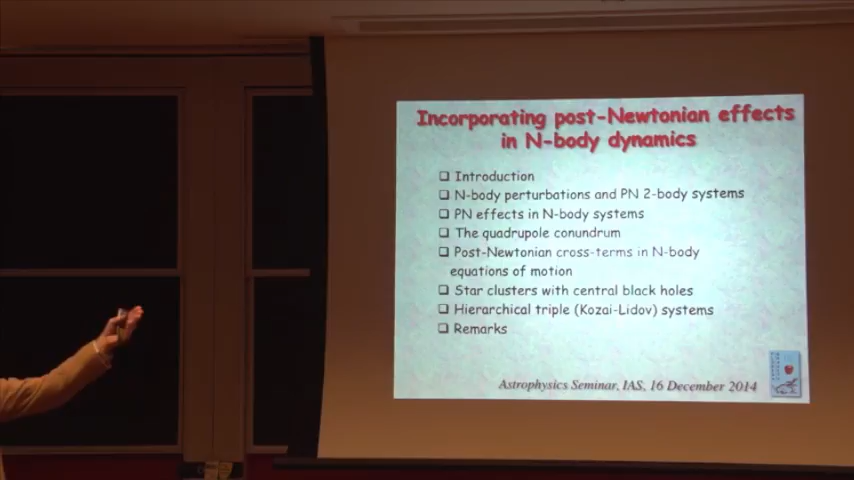 Incorporating post-Newtonian effects
in N-body dynamics
❑ Introduction
❑ N-body perturbations and PN 2-body systems
❑ PN effects in N-body systems
❑ The quadrupole conundrum
❑ Post-Newtonian cross-terms in N-body
equations of motion
❑ Star clusters with central black holes
❑ Hierarchical triple (Kozai-Lidov) systems
❑ Remarks
Astrophysics Seminar, IAS, 16 December 2014